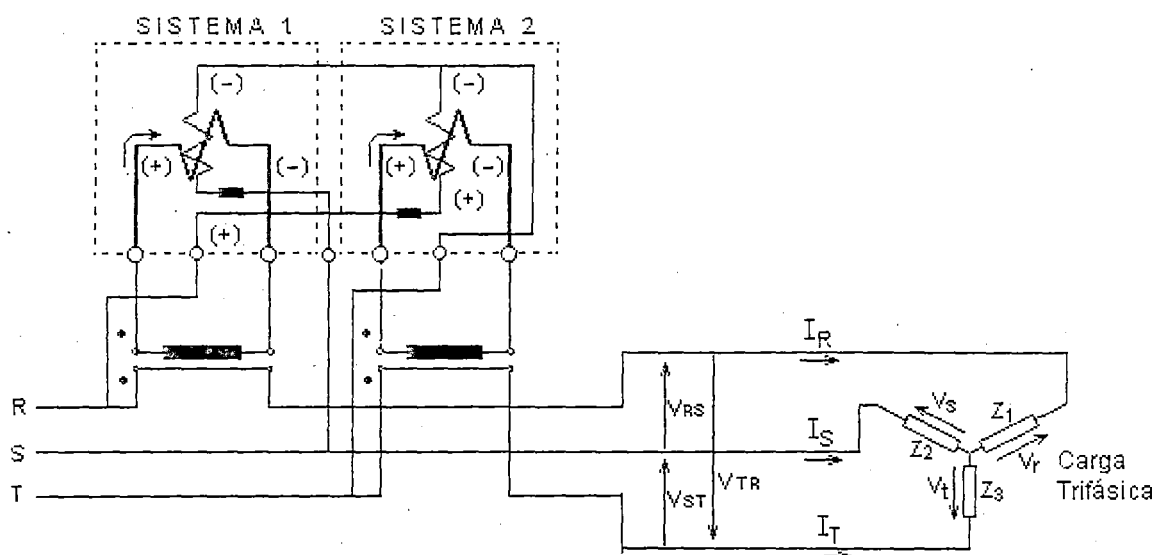 SISTEMA 1
SISTEMA 2
(-)
(-)
(+)
(-)
(+)
(-)
(+)
(+)
R
S
T
I_R
I_S
I_T
V_RS
V_ST
V_TR
V_s
Z_2
Z_1
V_r
V_t
Z_3
Carga
Trifásica